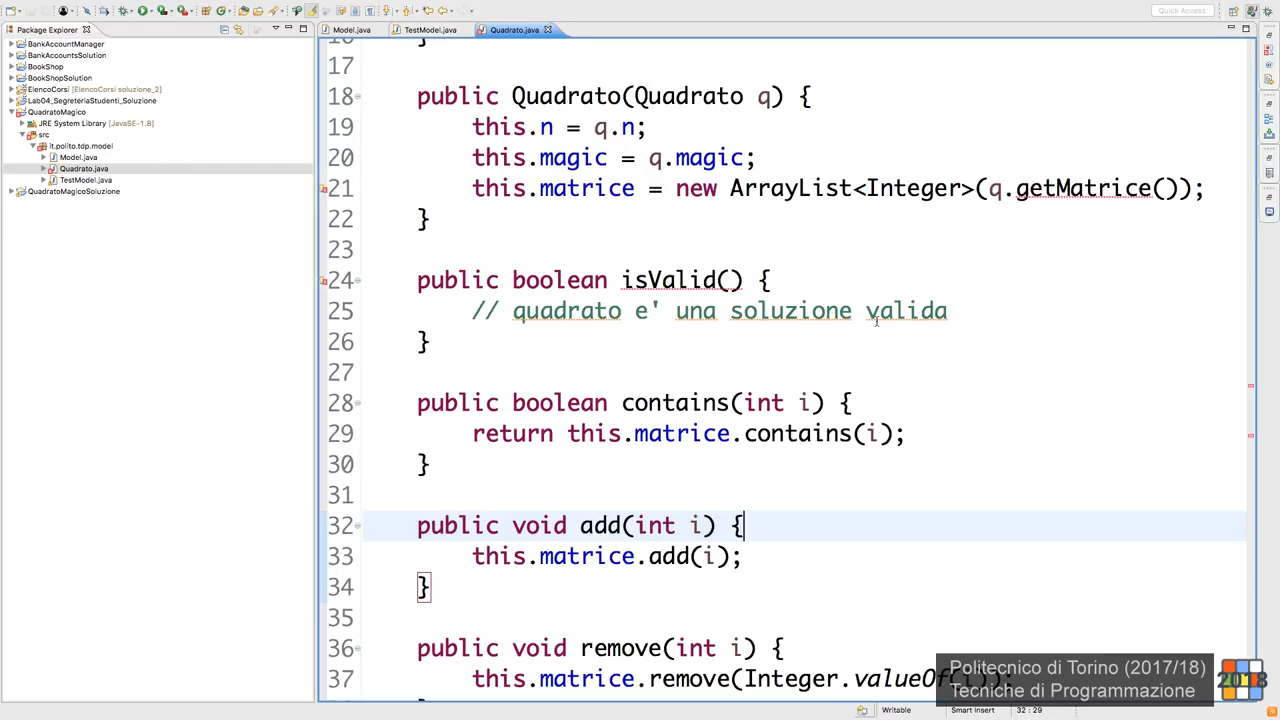 Quick Access
Package Explorer
BankAccountManager
BankAccountsSolution
BookShop
BookShopSolution
ElencoCorsi [ElencoCorsi soluzione_2]
Lab04_SegreteriaStudenti_Soluzione
QuadratoMagico
JRE System Library [JavaSE-1.8]
src
it.polito.tdp.model
Model.java
Quadrato.java
TestModel.java
QuadratoMagicoSoluzione
Model.java TestModel.java Quadrato.java
16 }
17
18 public Quadrato(Quadrato q) {
19 this.n = q.n;
20 this.magic = q.magic;
21 this.matrice = new ArrayList<Integer>(q.getMatrice());
22 }
23
24 public boolean isValid() {
25 // quadrato e' una soluzione valida
26 }
27
28 public boolean contains(int i) {
29 return this.matrice.contains(i);
30 }
31
32 public void add(int i) {
33 this.matrice.add(i);
34 }
35
36 public void remove(int i) {
37 this.matrice.remove(Integer.valueOf(i));
Politecnico di Torino (2017/18)
Tecniche di Programmazione
2018
Writable Smart Insert 32 : 29